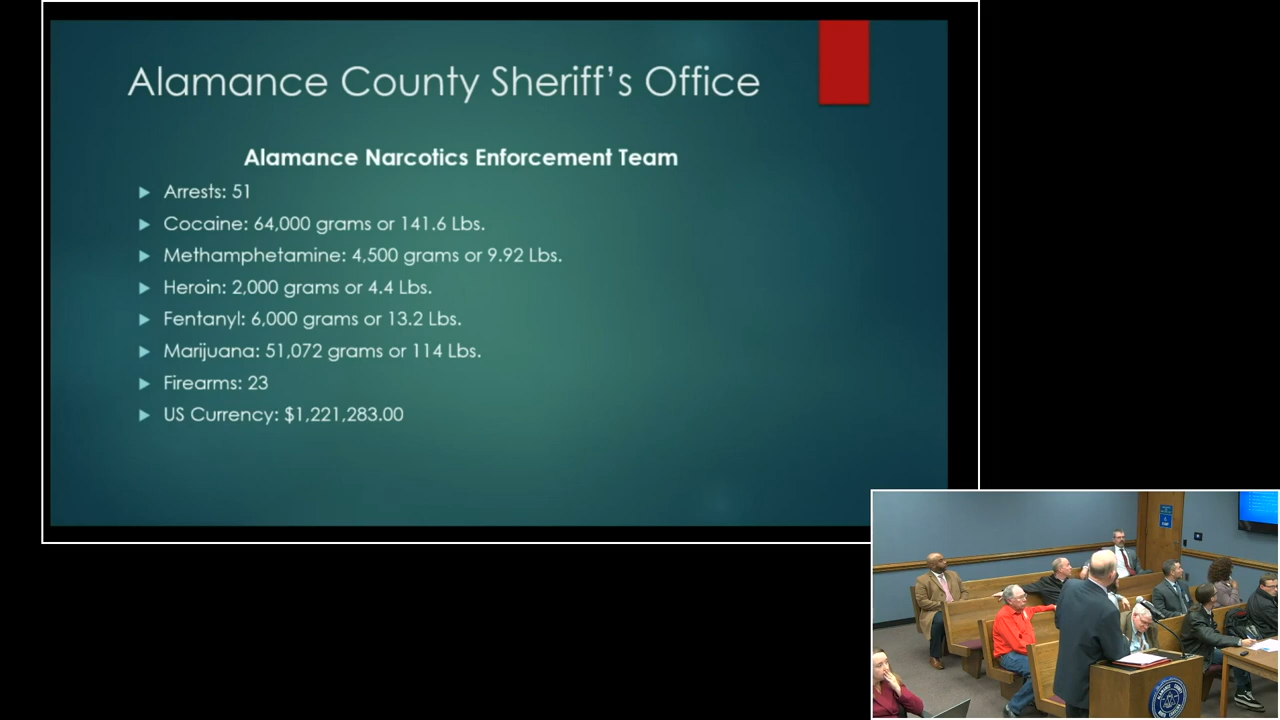 Alamance County Sheriff's Office
Alamance Narcotics Enforcement Team
Arrests: 51
Cocaine: 64,000 grams or 141.6 Lbs.
Methamphetamine: 4,500 grams or 9.92 Lbs.
Heroin: 2,000 grams or 4.4 Lbs.
Fentanyl: 6,000 grams or 13.2 Lbs.
Marijuana: 51,072 grams or 114 Lbs.
Firearms: 23
US Currency: $1,221,283.00